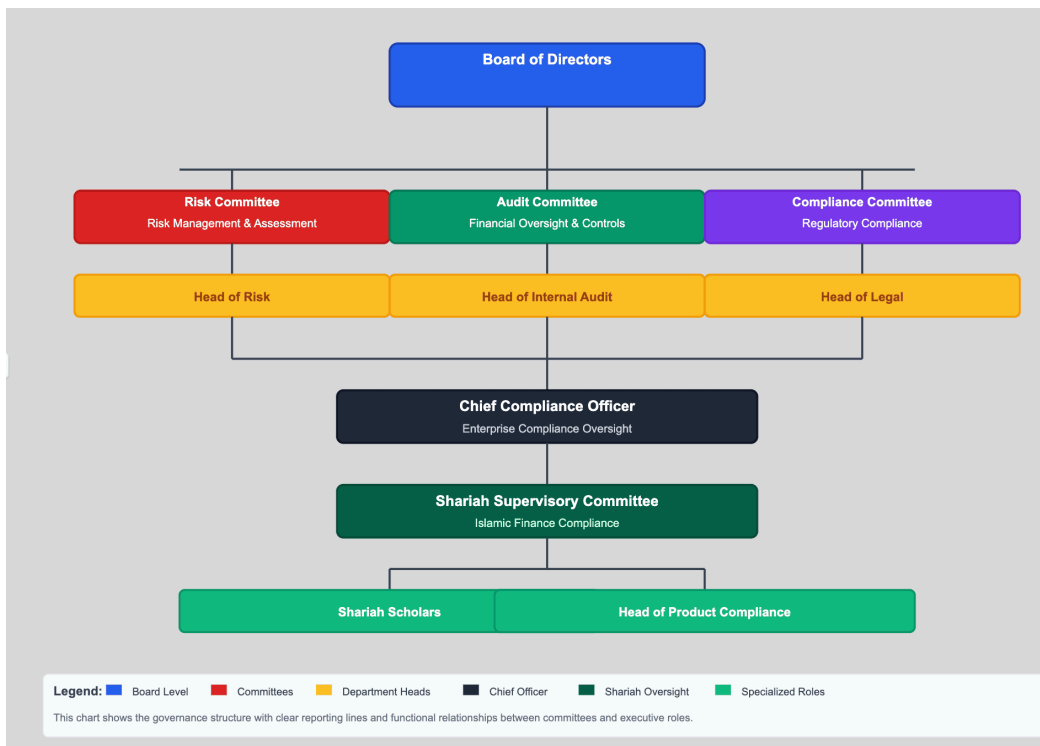 Board of Directors
Risk Committee
Risk Management & Assessment
Audit Committee
Financial Oversight & Controls
Compliance Committee
Regulatory Compliance
Head of Risk
Head of Internal Audit
Head of Legal
Chief Compliance Officer
Enterprise Compliance Oversight
Shariah Supervisory Committee
Islamic Finance Compliance
Shariah Scholars
Head of Product Compliance
Legend: Board Level Committees Department Heads Chief Officer Shariah Oversight Specialized Roles
This chart shows the governance structure with clear reporting lines and functional relationships between committees and executive roles.